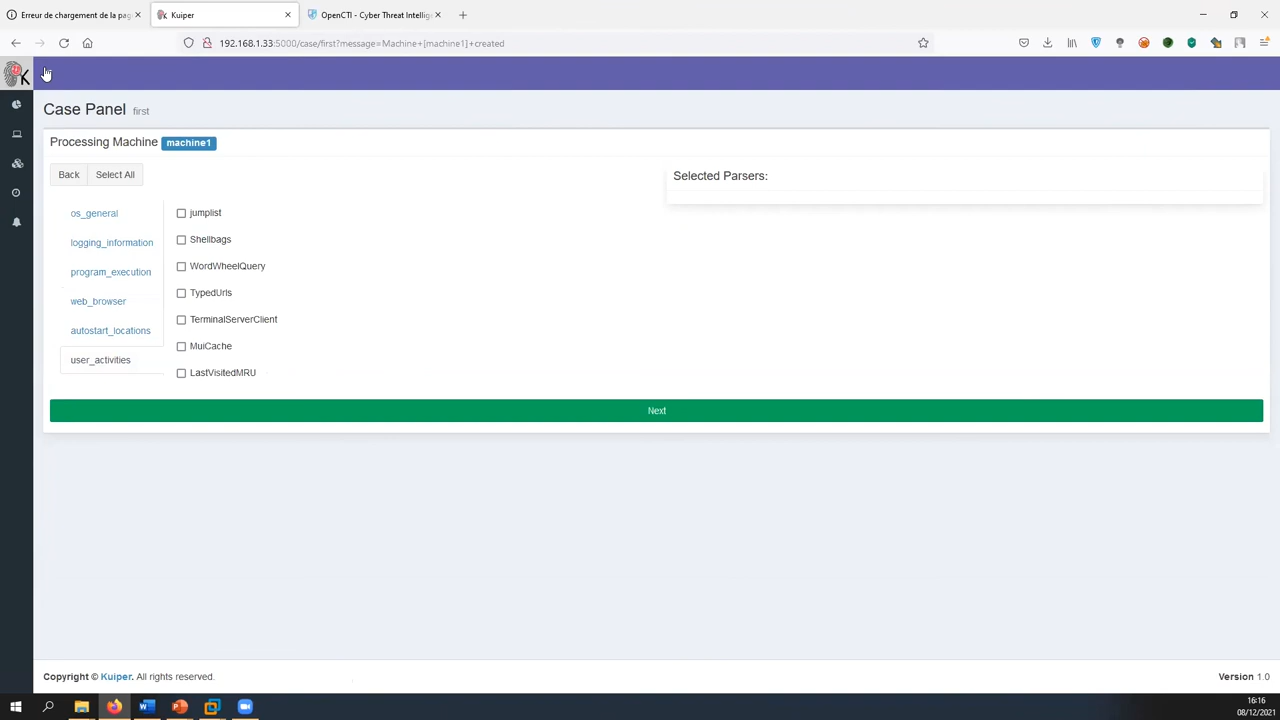 Erreur de chargement de la pag
Kuiper
OpenCTI - Cyber Threat Intellige
192.168.1.33:5000/case/first?message=Machine+[machine1]+created
K
Case Panel first
Processing Machine machine1
Back
Select All
Selected Parsers:
os_general
logging_information
program_execution
web_browser
autostart_locations
user_activities
jumplist
Shellbags
WordWheelQuery
TypedUrls
TerminalServerClient
MuiCache
LastVisitedMRU
Next
Copyright © Kuiper. All rights reserved.
Version 1.0
16:16
08/12/2021